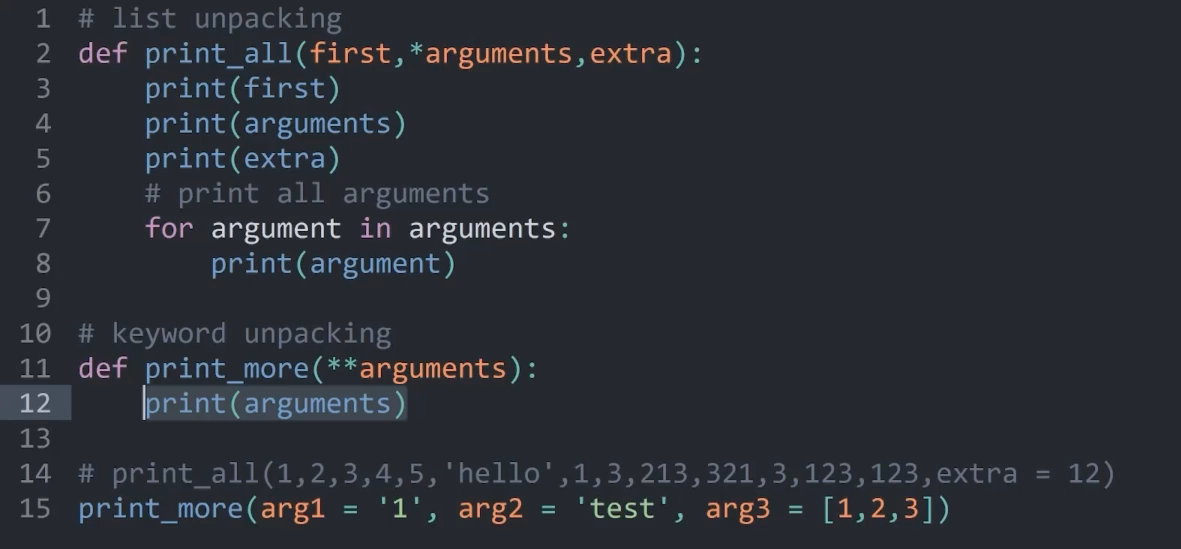 1 # list unpacking
2 def print_all(first,*arguments,extra):
3     print(first)
4     print(arguments)
5     print(extra)
6     # print all arguments
7     for argument in arguments:
8         print(argument)
9
10 # keyword unpacking
11 def print_more(**arguments):
12     print(arguments)
13
14 # print_all(1,2,3,4,5,'hello',1,3,213,321,3,123,123,extra = 12)
15 print_more(arg1 = '1', arg2 = 'test', arg3 = [1,2,3])